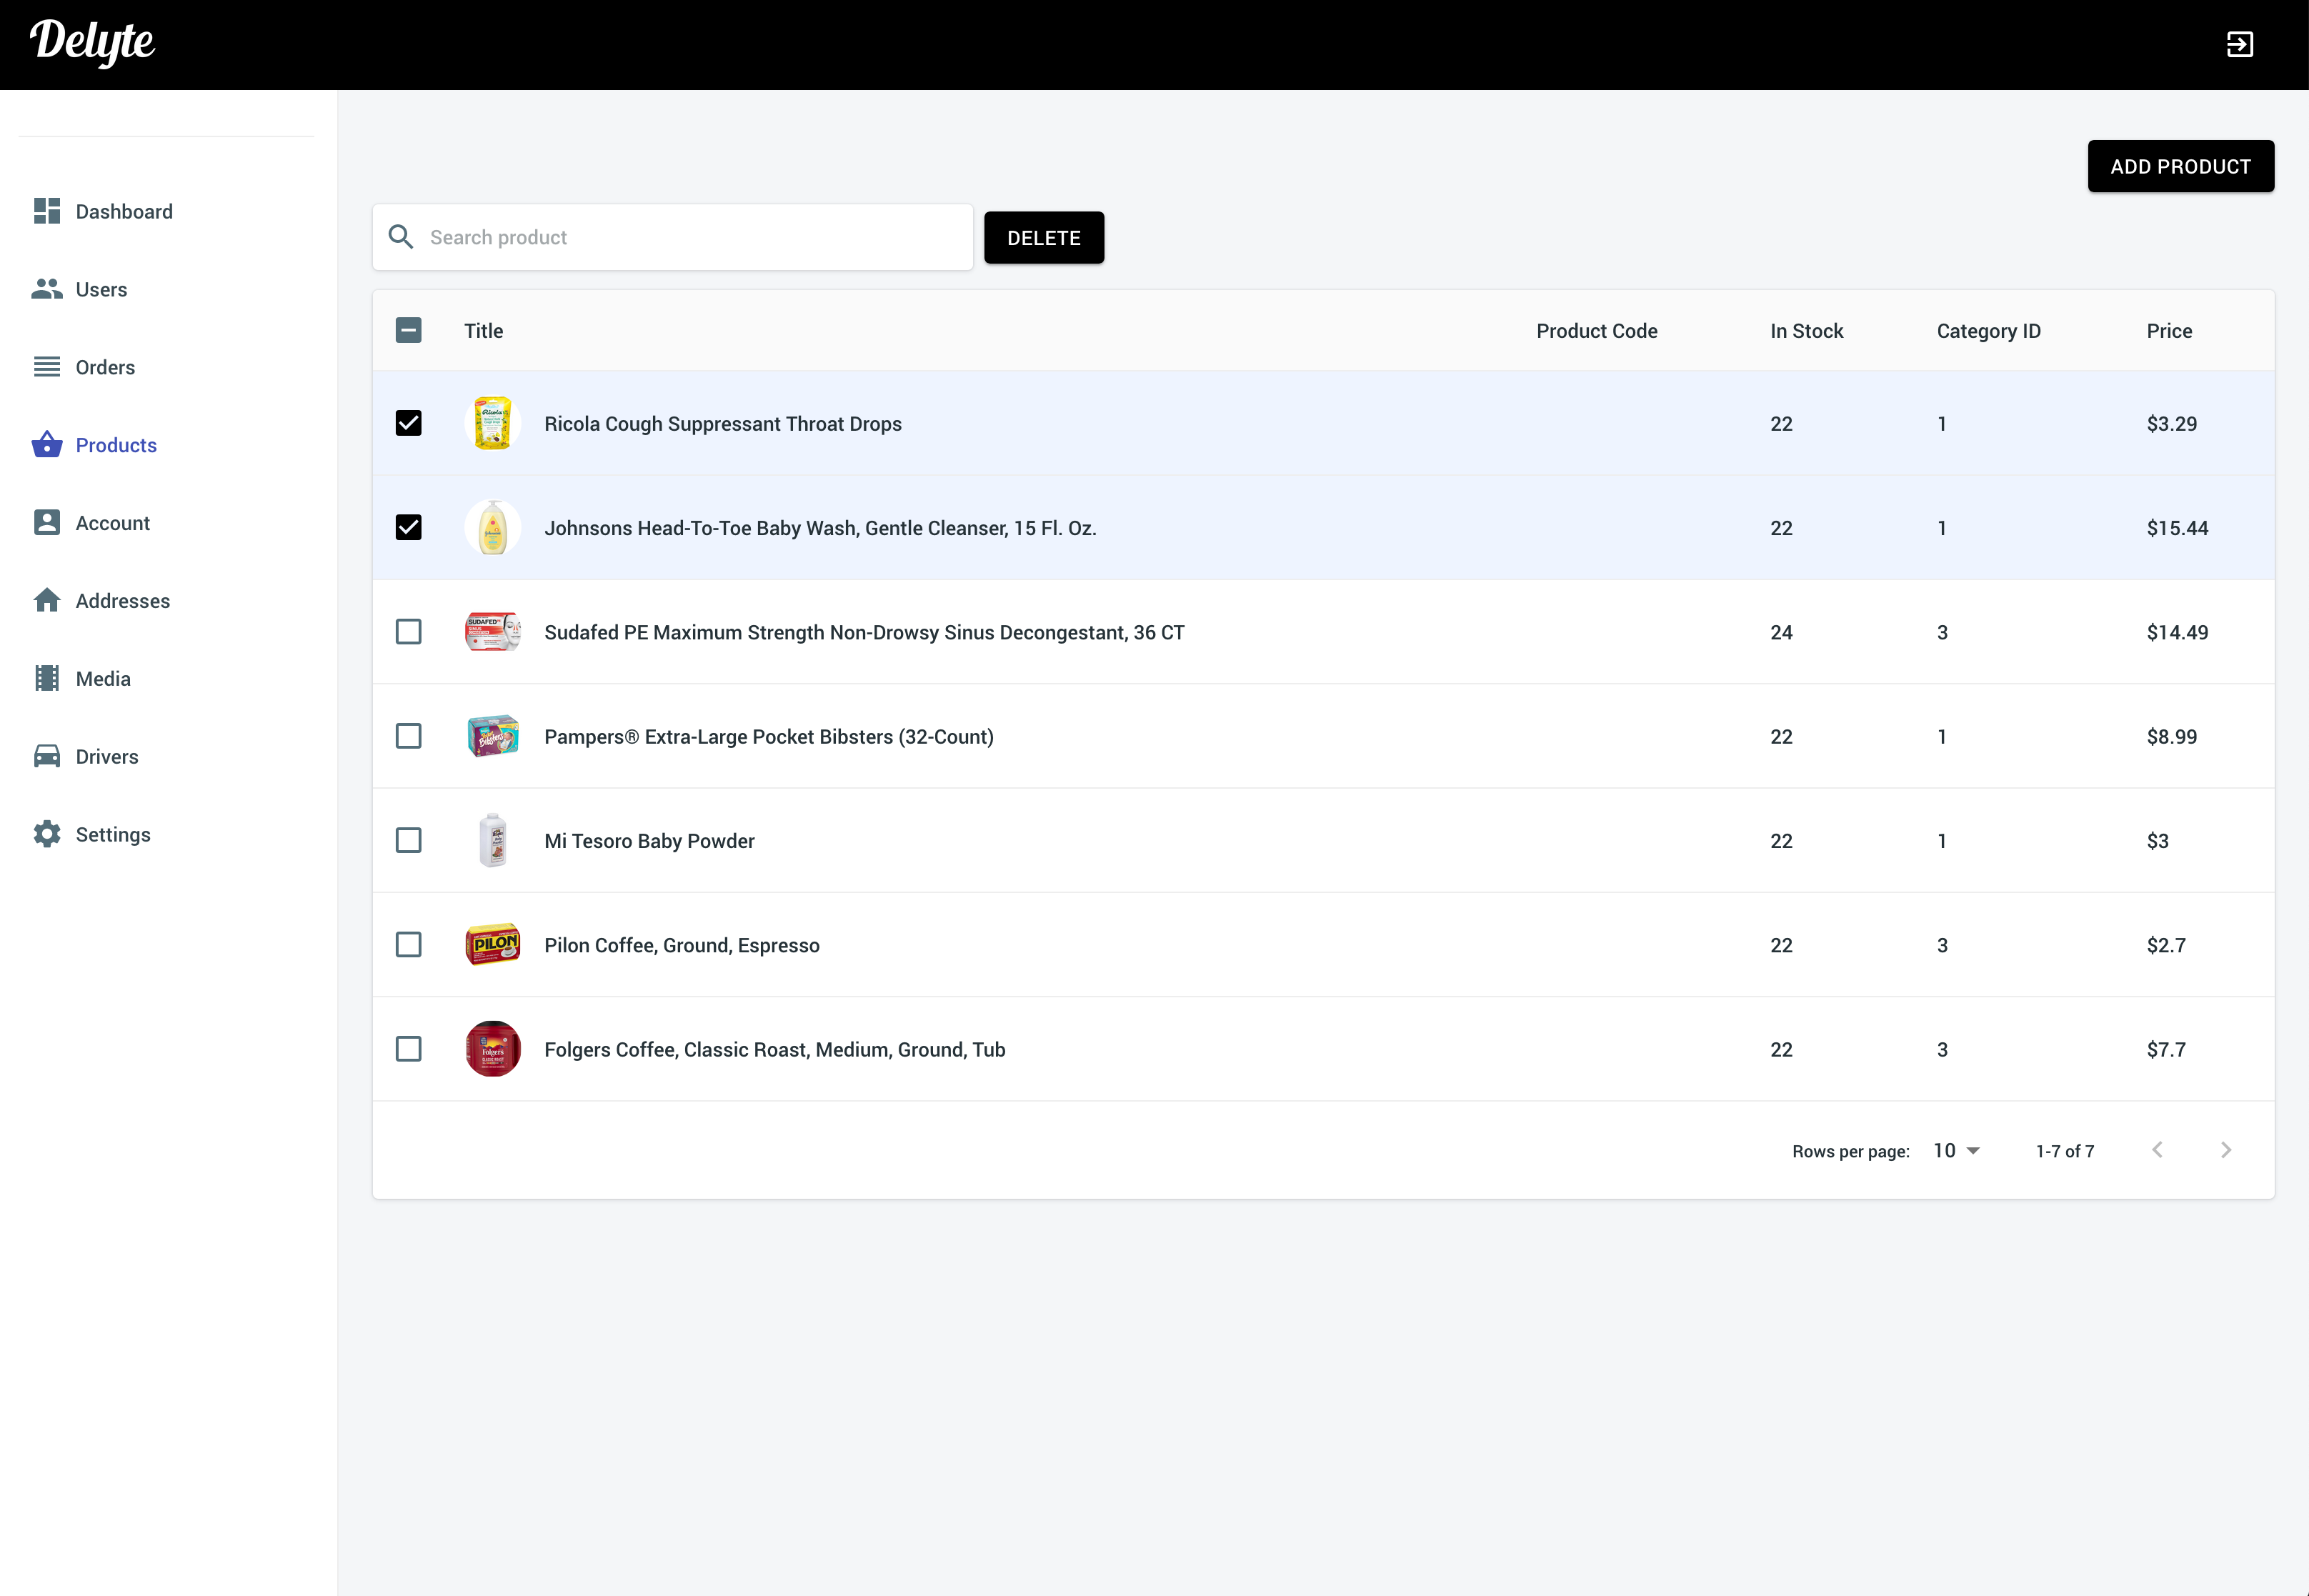 Delyte
ADD PRODUCT
Dashboard
Users
Orders
Products
Account
Addresses
Media
Drivers
Settings
Search product
DELETE
Title Product Code In Stock Category ID Price
Ricola Cough Suppressant Throat Drops 22 1 $3.29
Johnsons Head-To-Toe Baby Wash, Gentle Cleanser, 15 Fl. Oz. 22 1 $15.44
SUDAFED
Sudafed PE Maximum Strength Non-Drowsy Sinus Decongestant, 36 CT 24 3 $14.49
Bibsters
Pampers® Extra-Large Pocket Bibsters (32-Count) 22 1 $8.99
Mi Tesoro Baby Powder 22 1 $3
PILON
Pilon Coffee, Ground, Espresso 22 3 $2.7
Folgers
Folgers Coffee, Classic Roast, Medium, Ground, Tub 22 3 $7.7
Rows per page: 10 1-7 of 7